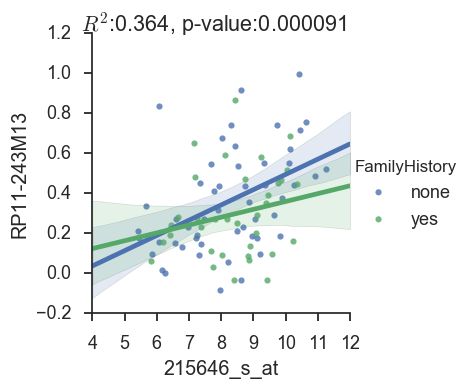 R²:0.364, p-value:0.000091
1.2
1.0
0.8
0.6
0.4
0.2
0.0
−0.2
RP11-243M13
4 5 6 7 8 9 10 11 12
215646_s_at
FamilyHistory
none
yes